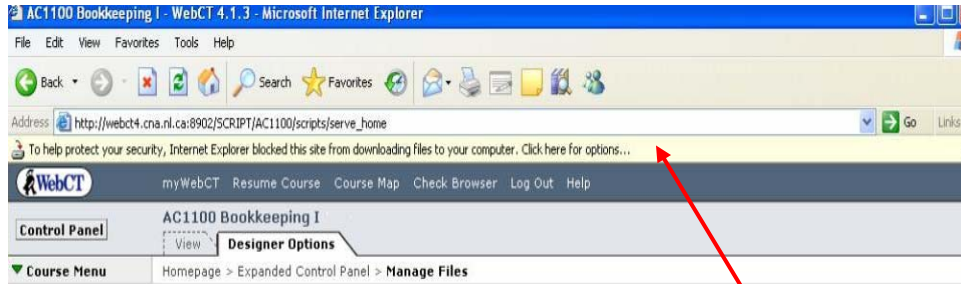 AC1100 Bookkeeping I - WebCT 4.1.3 - Microsoft Internet Explorer
File Edit View Favorites Tools Help
Back Search Favorites
Address http://webct4.cna.nl.ca:8902/SCRIPT/AC1100/scripts/serve_home Go Links
To help protect your security, Internet Explorer blocked this site from downloading files to your computer. Click here for options...
WebCT myWebCT Resume Course Course Map Check Browser Log Out Help
Control Panel AC1100 Bookkeeping I
View Designer Options
Course Menu Homepage > Expanded Control Panel > Manage Files